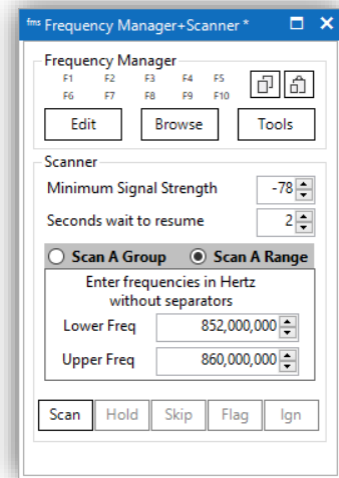 fms Frequency Manager+Scanner *
Frequency Manager
F1 F2 F3 F4 F5
F6 F7 F8 F9 F10
Edit Browse Tools
Scanner
Minimum Signal Strength -78
Seconds wait to resume 2
Scan A Group Scan A Range
Enter frequencies in Hertz
without separators
Lower Freq 852,000,000
Upper Freq 860,000,000
Scan Hold Skip Flag Ign